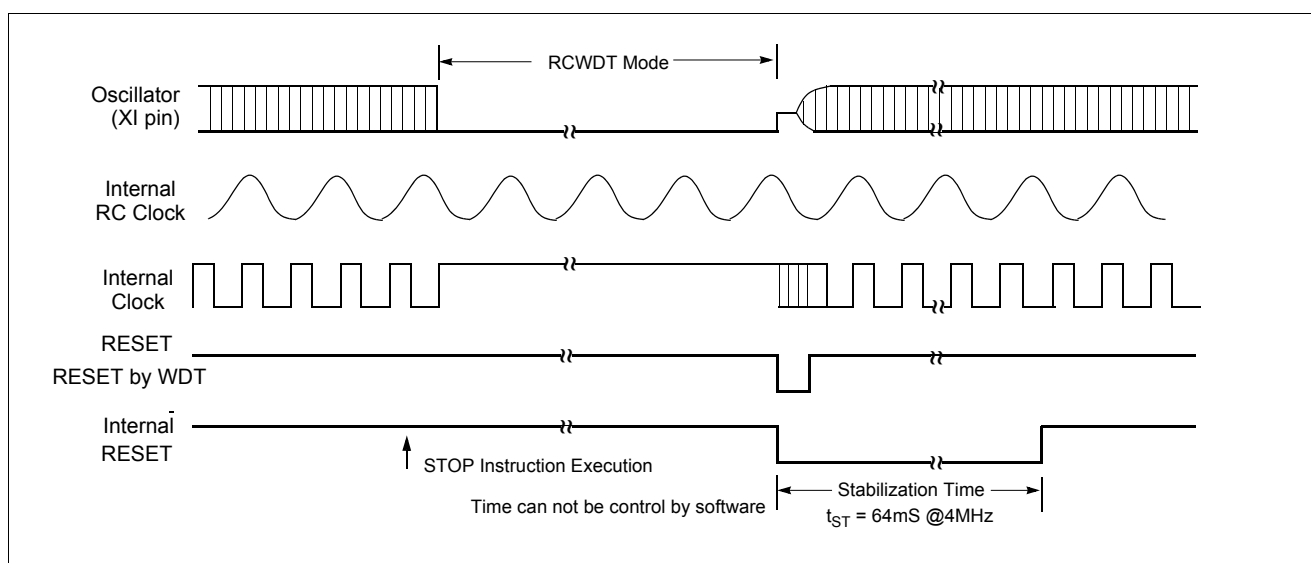 RCWDT Mode
Oscillator
(XI pin)
Internal
RC Clock
Internal
Clock
RESET
RESET by WDT
Internal
RESET
STOP Instruction Execution
Time can not be control by software
Stabilization Time
tST = 64mS @4MHz